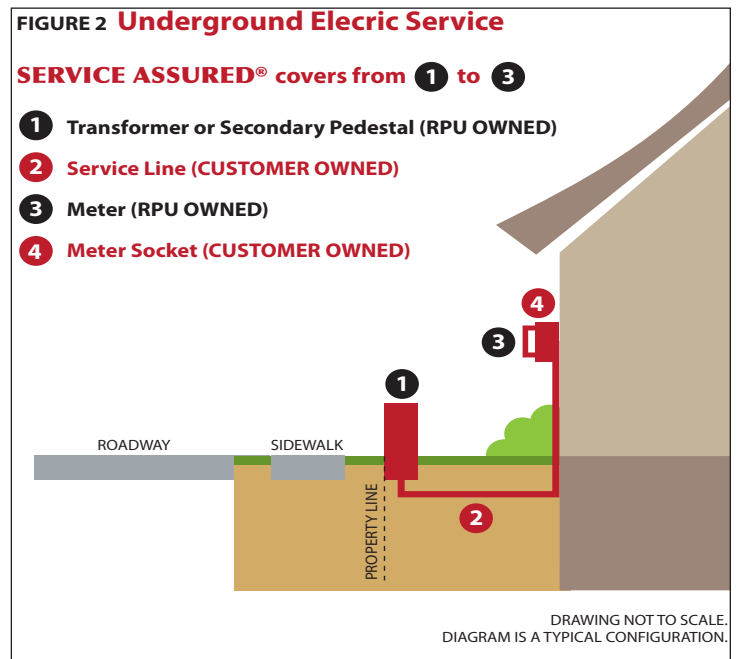 FIGURE 2 Underground Elecric Service
SERVICE ASSURED® covers from 1 to 3
1 Transformer or Secondary Pedestal (RPU OWNED)
2 Service Line (CUSTOMER OWNED)
3 Meter (RPU OWNED)
4 Meter Socket (CUSTOMER OWNED)
4
3
1
ROADWAY
SIDEWALK
PROPERTY LINE
2
DRAWING NOT TO SCALE.
DIAGRAM IS A TYPICAL CONFIGURATION.